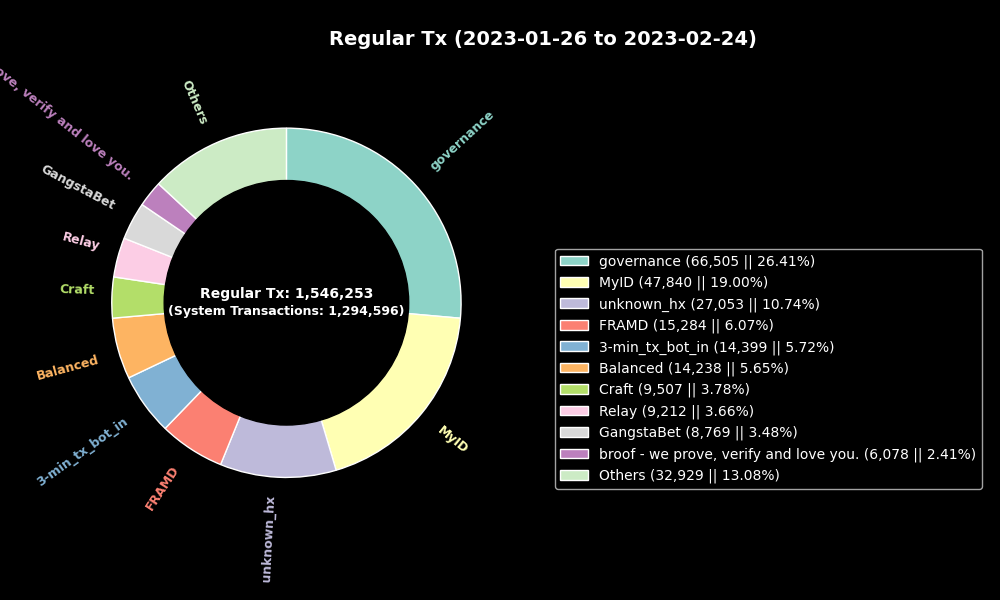 Regular Tx (2023-01-26 to 2023-02-24)
governance
Others
ove, verify and love you.
GangstaBet
Relay
Craft
Balanced
3-min_tx_bot_in
FRAMD
unknown_hx
MyID
Regular Tx: 1,546,253
(System Transactions: 1,294,596)
governance (66,505 || 26.41%)
MyID (47,840 || 19.00%)
unknown_hx (27,053 || 10.74%)
FRAMD (15,284 || 6.07%)
3-min_tx_bot_in (14,399 || 5.72%)
Balanced (14,238 || 5.65%)
Craft (9,507 || 3.78%)
Relay (9,212 || 3.66%)
GangstaBet (8,769 || 3.48%)
broof - we prove, verify and love you. (6,078 || 2.41%)
Others (32,929 || 13.08%)